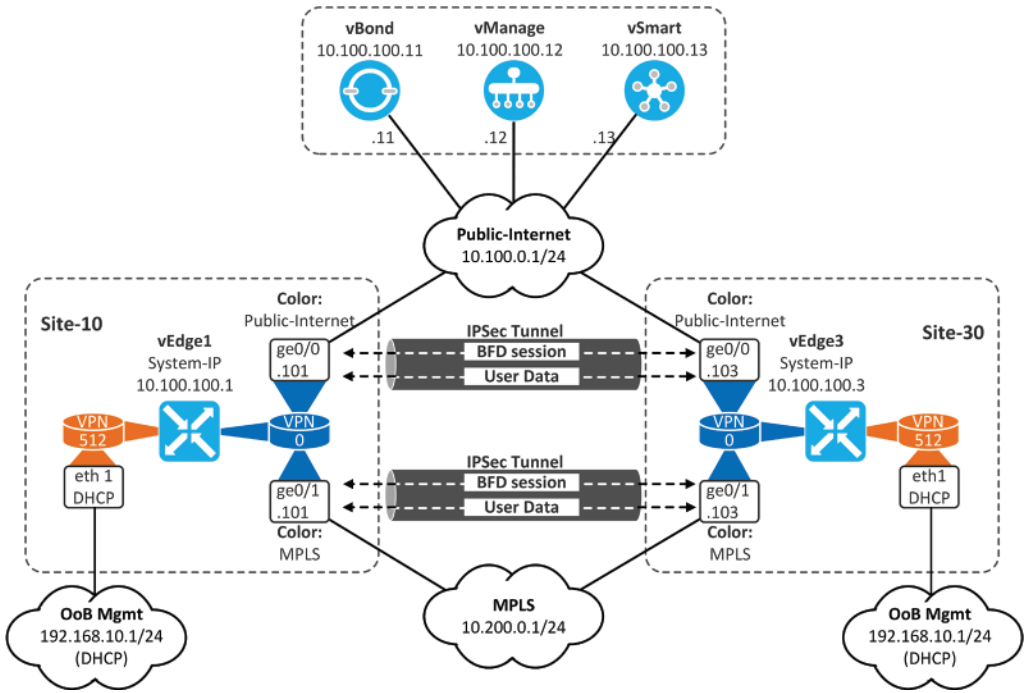 vBond
10.100.100.11
vManage
10.100.100.12
vSmart
10.100.100.13
.11
.12
.13
Public-Internet
10.100.0.1/24
Site-10
Color:
Public-Internet
vEdge1
System-IP
10.100.100.1
ge0/0
.101
VPN
512
VPN
0
eth 1
DHCP
ge0/1
.101
Color:
MPLS
IPSec Tunnel
BFD session
User Data
IPSec Tunnel
BFD session
User Data
Color:
Public-Internet
Site-30
vEdge3
System-IP
10.100.100.3
ge0/0
.103
VPN
0
VPN
512
ge0/1
.103
Color:
MPLS
eth1
DHCP
OoB Mgmt
192.168.10.1/24
(DHCP)
MPLS
10.200.0.1/24
OoB Mgmt
192.168.10.1/24
(DHCP)